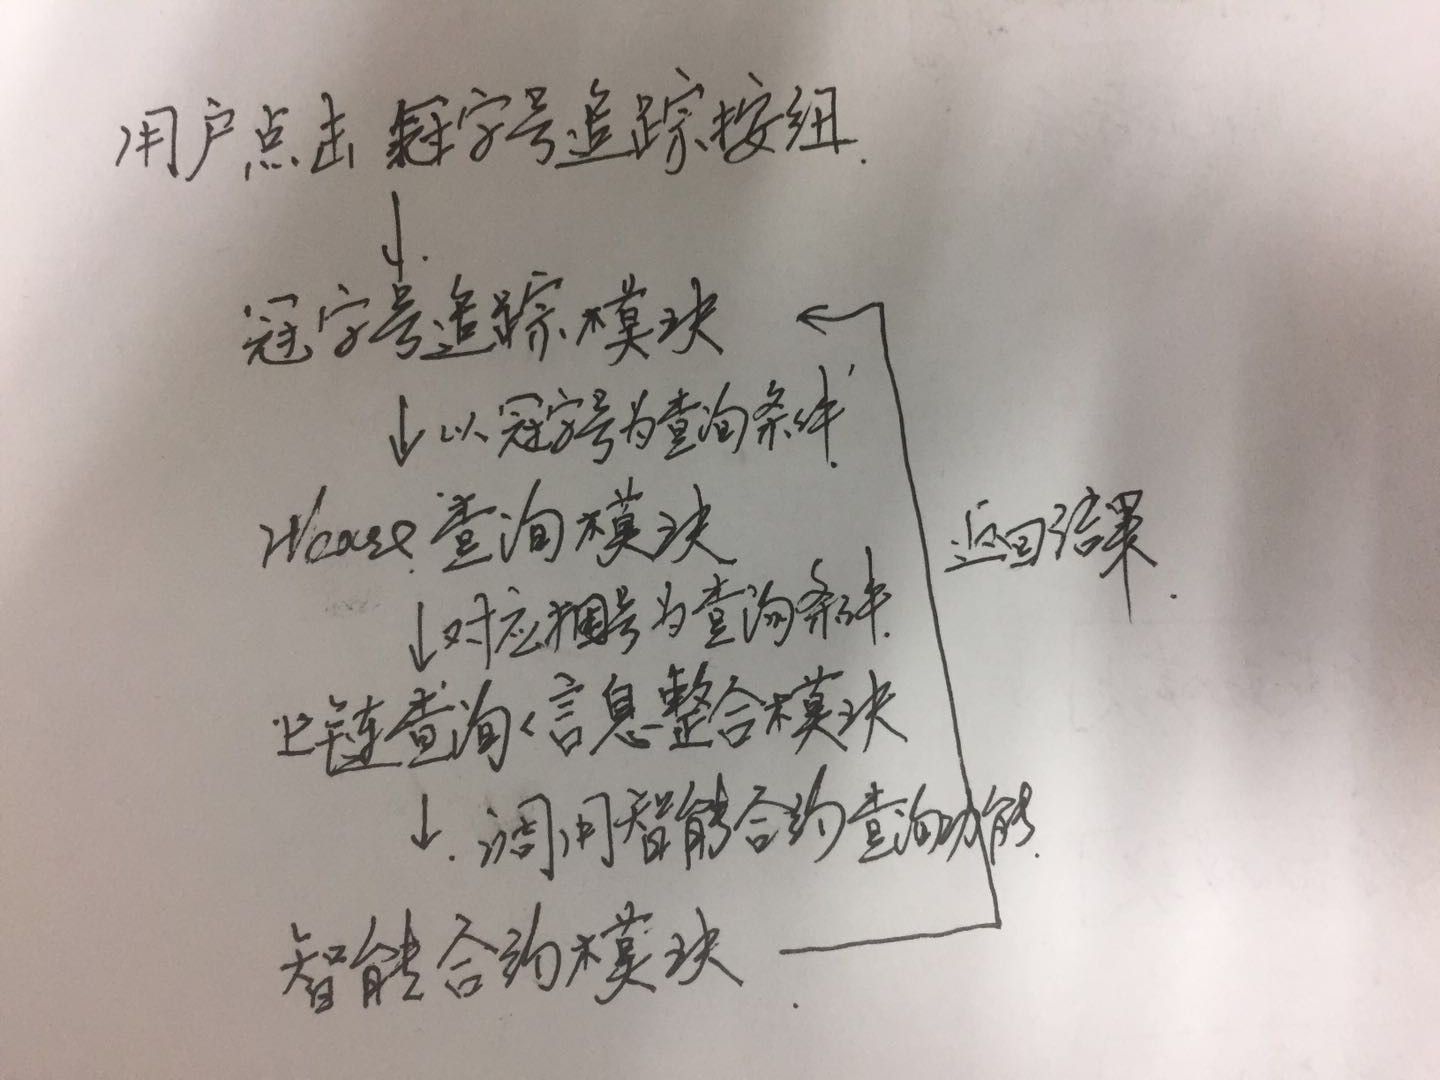 用户点击冠字号追踪按纽.
冠字号追踪模块
以冠字号为查询条件.
查询模块
返回结果.
对应捆号为查询条件.
上链查询信息整合模块
调用智能合约查询功能.
智能合约模块